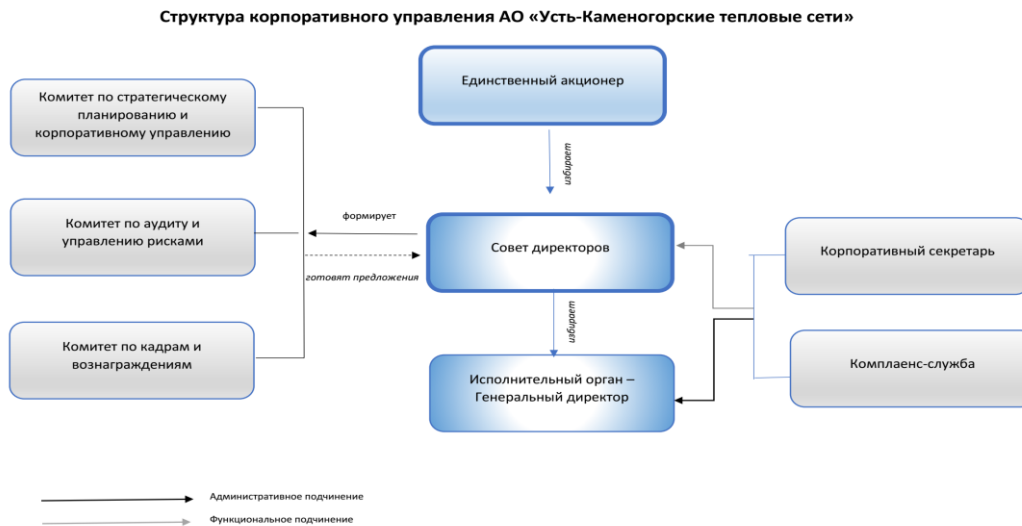 Структура корпоративного управления АО «Усть-Каменогорские тепловые сети»
Единственный акционер
Комитет по стратегическому
планированию и
корпоративному управлению
избирает
Комитет по аудиту и
управлению рисками
формирует
готовят предложения
Совет директоров
Корпоративный секретарь
избирает
Комитет по кадрам и
вознаграждениям
Исполнительный орган –
Генеральный директор
Комплаенс-служба
Административное подчинение
Функциональное подчинение